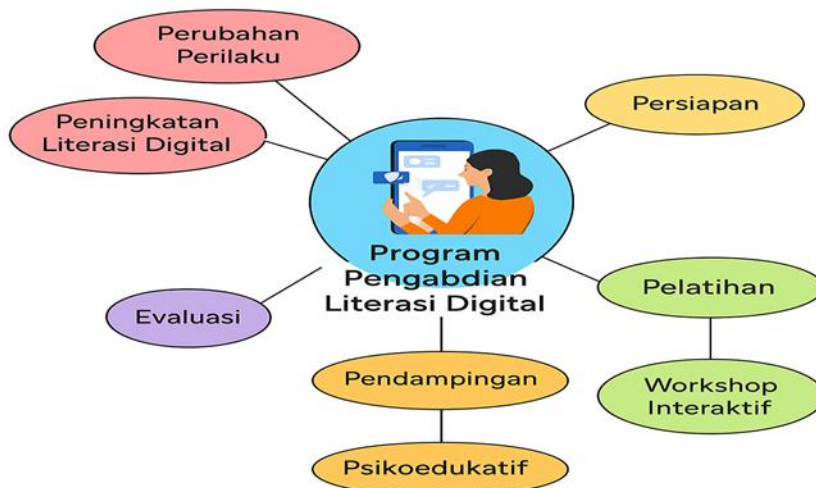 Perubahan
Perilaku
Peningkatan
Literasi Digital
Persiapan
Program
Pengabdian
Literasi Digital
Evaluasi
Pelatihan
Workshop
Interaktif
Pendampingan
Psikoedukatif